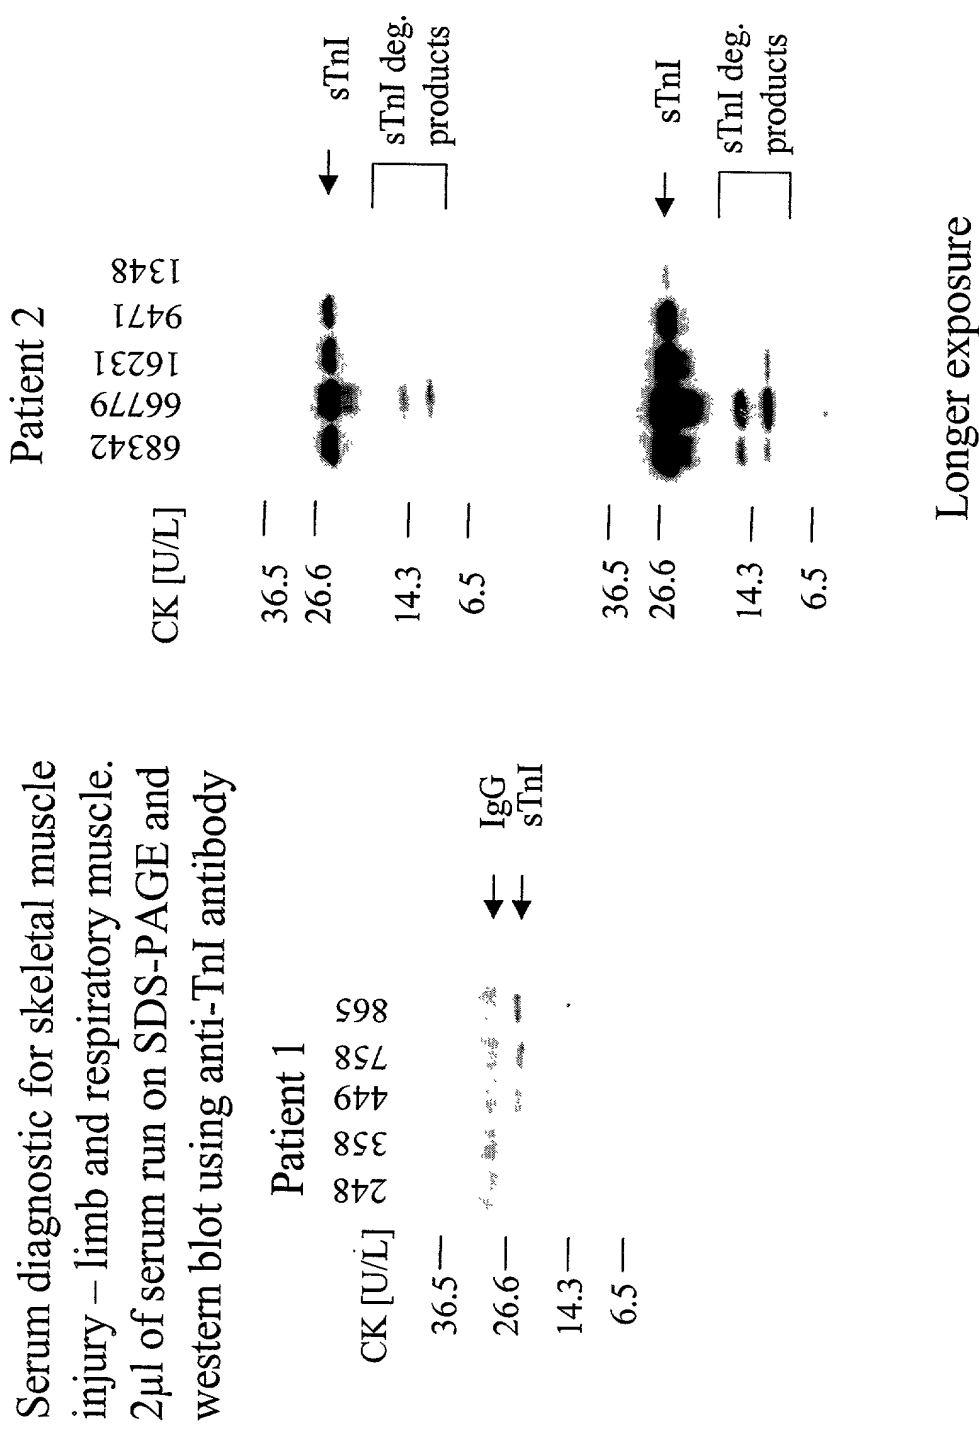 Serum diagnostic for skeletal muscle
injury – limb and respiratory muscle.
2µl of serum run on SDS-PAGE and
western blot using anti-TnI antibody
Patient 1
CK [U/L]
248
358
449
758
865
36.5
26.6
14.3
6.5
IgG
sTnI
Patient 2
CK [U/L]
68342
66779
16231
9471
1348
36.5
26.6
14.3
6.5
sTnI
sTnI deg.
products
36.5
26.6
14.3
6.5
sTnI
sTnI deg.
products
Longer exposure